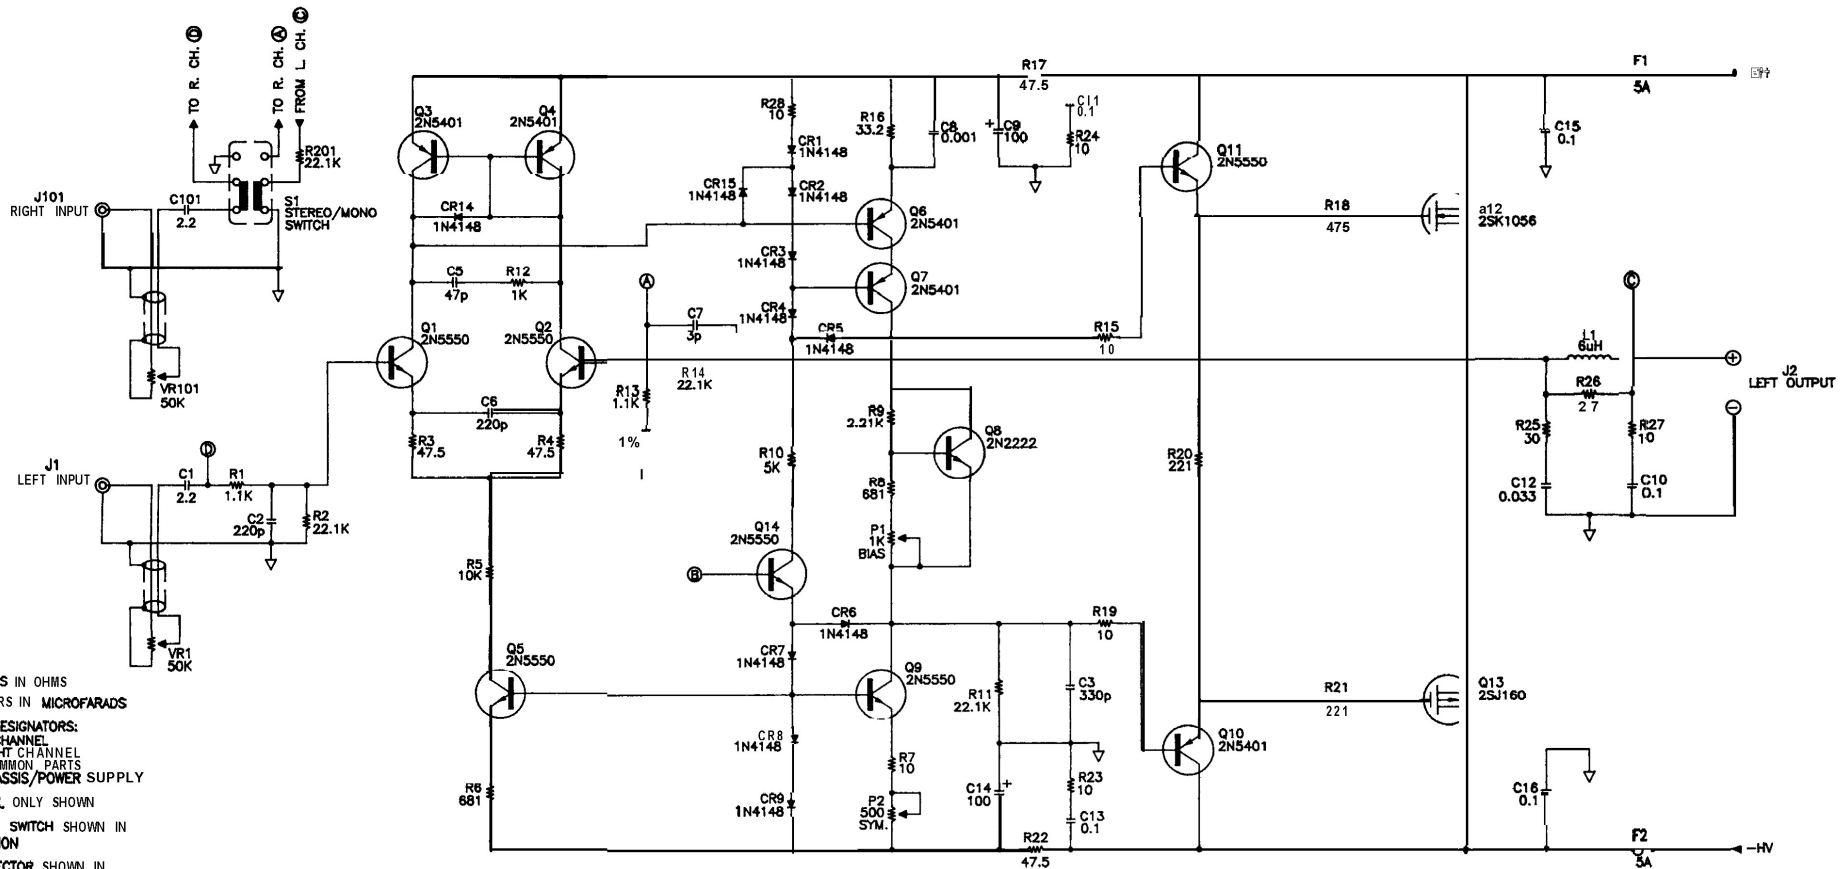 TO R. CH. D
TO R. CH. A
FROM L. CH. C
R201
22.1K
J101
RIGHT INPUT
C101
2.2
S1
STEREO/MONO
SWITCH
VR101
50K
J1
LEFT INPUT
C1
2.2
D
R1
1.1K
C2
220p
R2
22.1K
VR1
50K
S IN OHMS
RS IN MICROFARADS
ESIGNATORS:
CHANNEL
HT CHANNEL
MMON PARTS
ASSIS/POWER SUPPLY
ONLY SHOWN
SWITCH SHOWN IN
ION
ECTOR SHOWN IN
Q3
2N5401
Q4
2N5401
CR14
1N4148
C5
47p
R12
1K
Q1
2N5550
Q2
2N5550
C6
220p
R3
47.5
R4
47.5
R5
10K
Q5
2N5550
R6
681
A
C7
3p
R13
1.1K
1%
R14
22.1K
R28
10
CR1
1N4148
CR15
1N4148
CR2
1N4148
CR3
1N4148
CR4
1N4148
CR5
1N4148
R10
5K
Q14
2N5550
B
CR6
1N4148
CR7
1N4148
CR8
1N4148
CR9
1N4148
R16
33.2
C8
0.001
Q6
2N5401
Q7
2N5401
R9
2.21K
Q8
2N2222
R8
681
P1
1K
BIAS
Q9
2N5550
R7
10
P2
500
SYM.
C9
+
100
R17
47.5
C11
0.1
R24
10
R15
10
R11
22.1K
C3
330p
R19
10
C14
+
100
R23
10
C13
0.1
R22
47.5
Q11
2N5550
R20
221
Q10
2N5401
R18
475
a12
2SK1056
R21
221
Q13
2SJ160
F1
5A
C15
0.1
C
L1
6uH
R26
27
R25
30
R27
10
C12
0.033
C10
0.1
+
J2
LEFT OUTPUT
−
C16
0.1
F2
5A
−HV